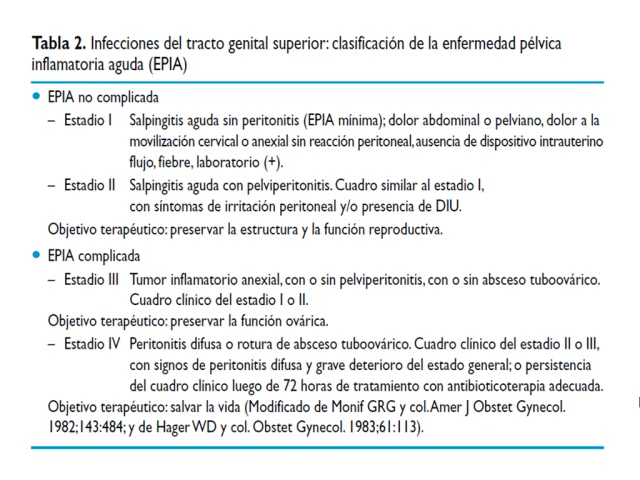 Tabla 2. Infecciones del tracto genital superior: clasificación de la enfermedad pélvica
inflamatoria aguda (EPIA)
• EPIA no complicada
– Estadio I Salpingitis aguda sin peritonitis (EPIA mínima); dolor abdominal o pelviano, dolor a la
movilización cervical o anexial sin reacción peritoneal, ausencia de dispositivo intrauterino
flujo, fiebre, laboratorio (+).
– Estadio II Salpingitis aguda con pelviperitonitis. Cuadro similar al estadio I,
con síntomas de irritación peritoneal y/o presencia de DIU.
Objetivo terapéutico: preservar la estructura y la función reproductiva.
• EPIA complicada
– Estadio III Tumor inflamatorio anexial, con o sin pelviperitonitis, con o sin absceso tuboovárico.
Cuadro clínico del estadio I o II.
Objetivo terapéutico: preservar la función ovárica.
– Estadio IV Peritonitis difusa o rotura de absceso tuboovárico. Cuadro clínico del estadio II o III,
con signos de peritonitis difusa y grave deterioro del estado general; o persistencia
del cuadro clínico luego de 72 horas de tratamiento con antibioticoterapia adecuada.
Objetivo terapéutico: salvar la vida (Modificado de Monif GRG y col. Amer J Obstet Gynecol.
1982;143:484; y de Hager WD y col. Obstet Gynecol. 1983;61:113).